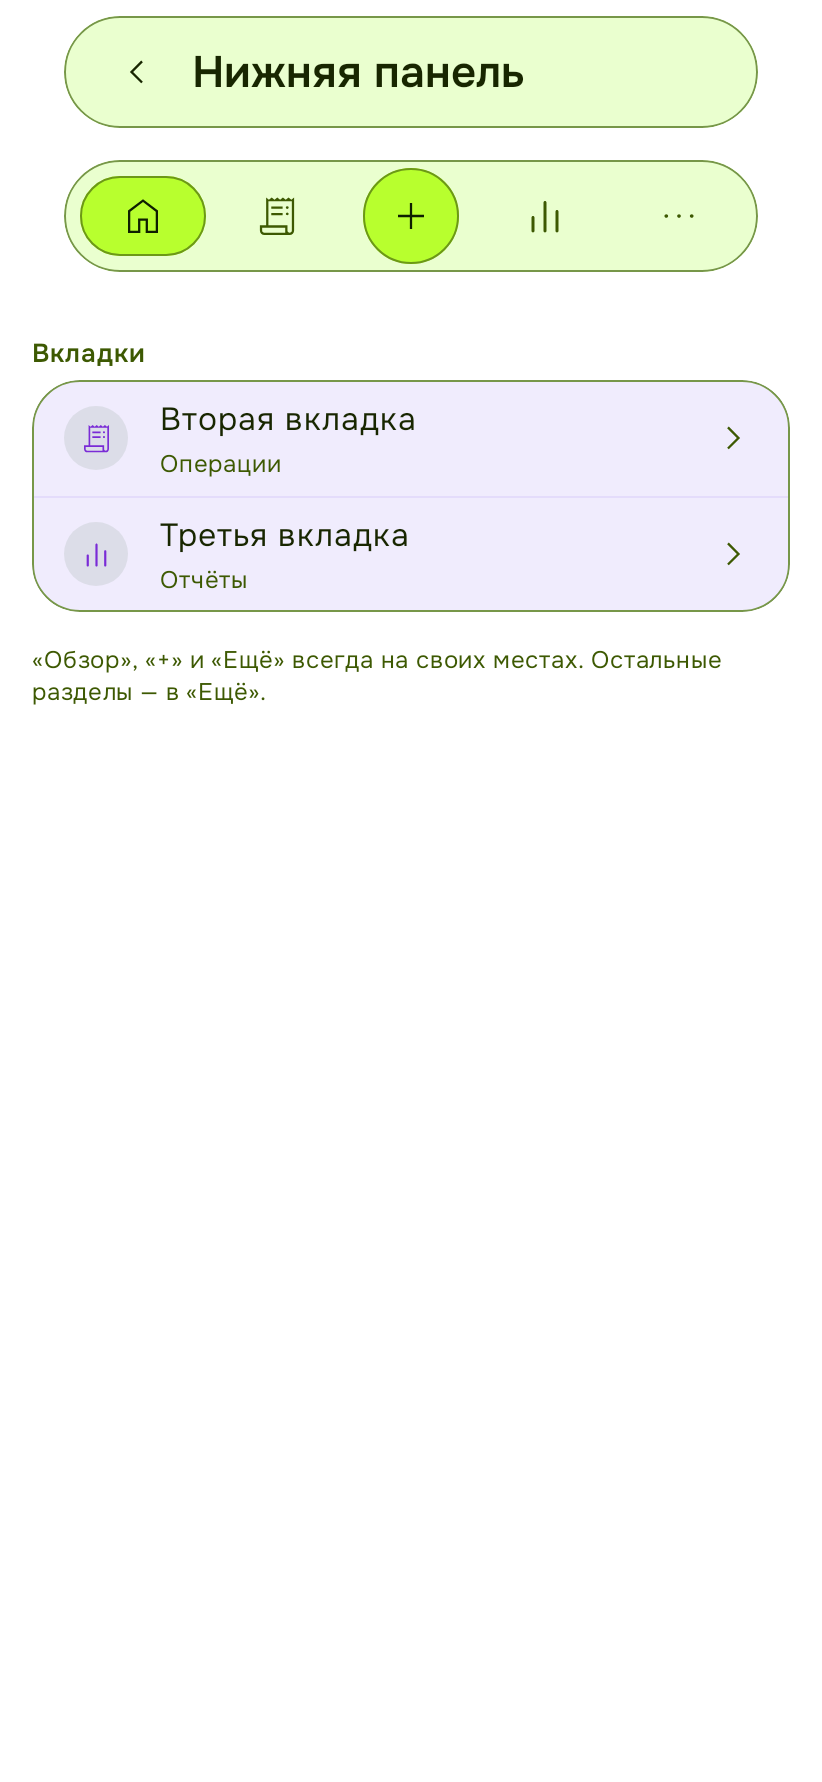 Нижняя панель
Вкладки
Вторая вкладка
Операции
Третья вкладка
Отчёты
«Обзор», «+» и «Ещё» всегда на своих местах. Остальные
разделы — в «Ещё».